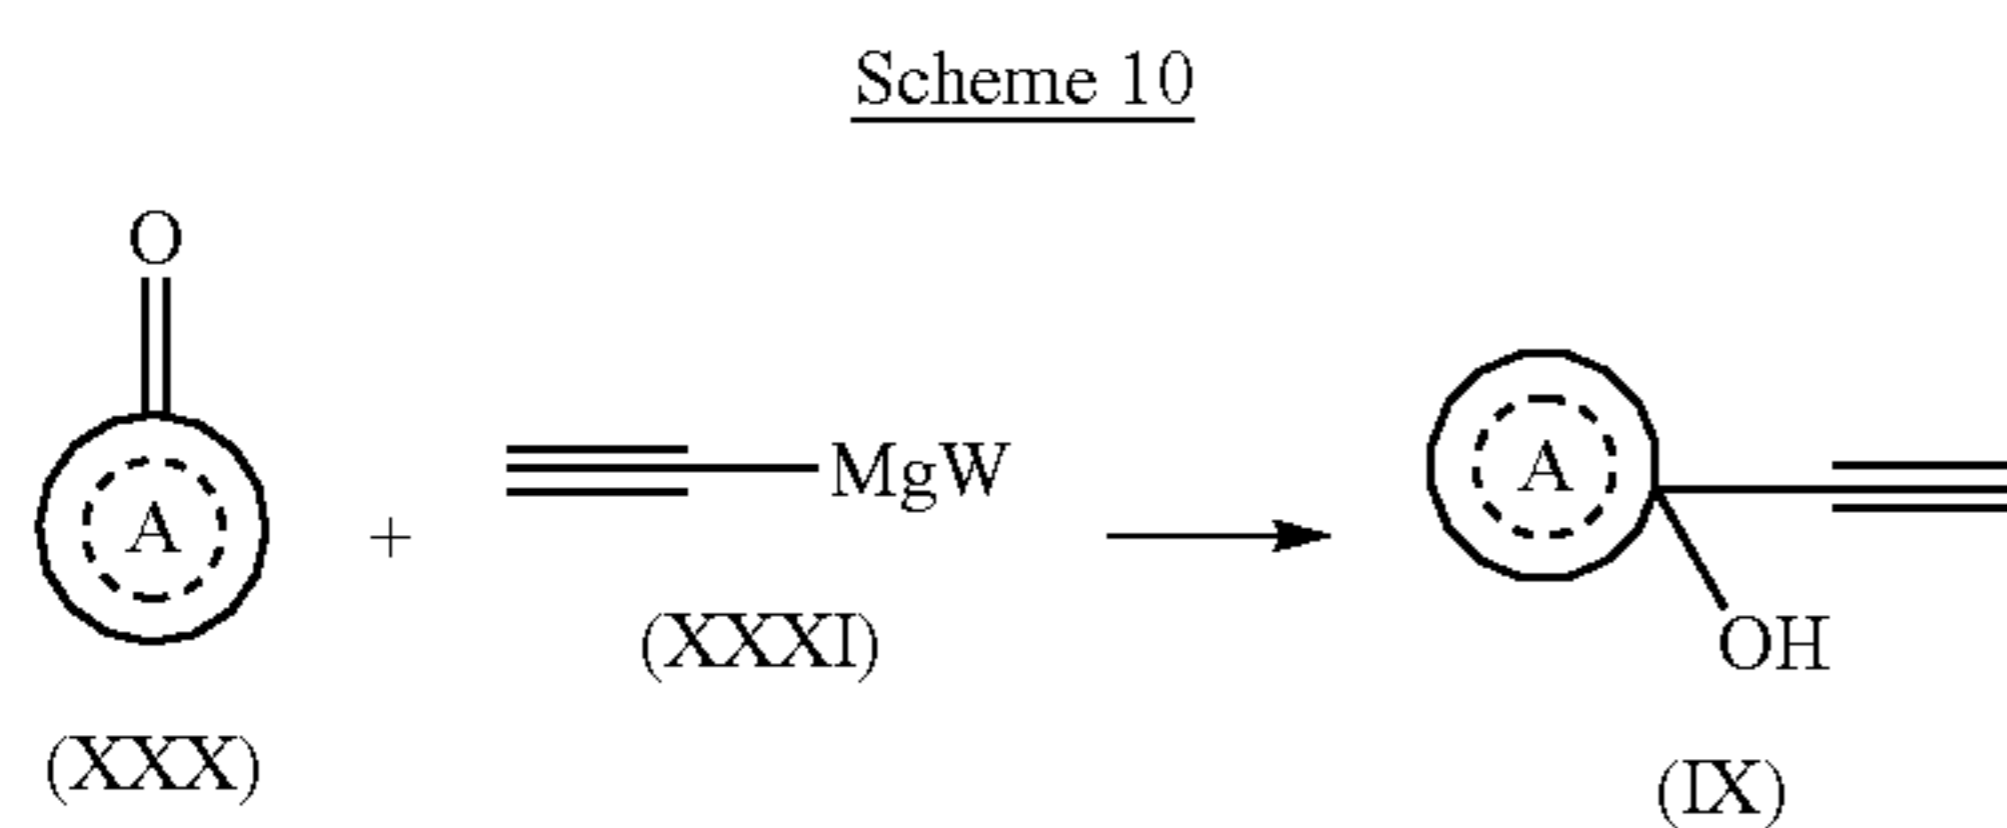 Scheme 10
O
A
+
MgW
A
OH
(XXXI)
(XXX)
(IX)